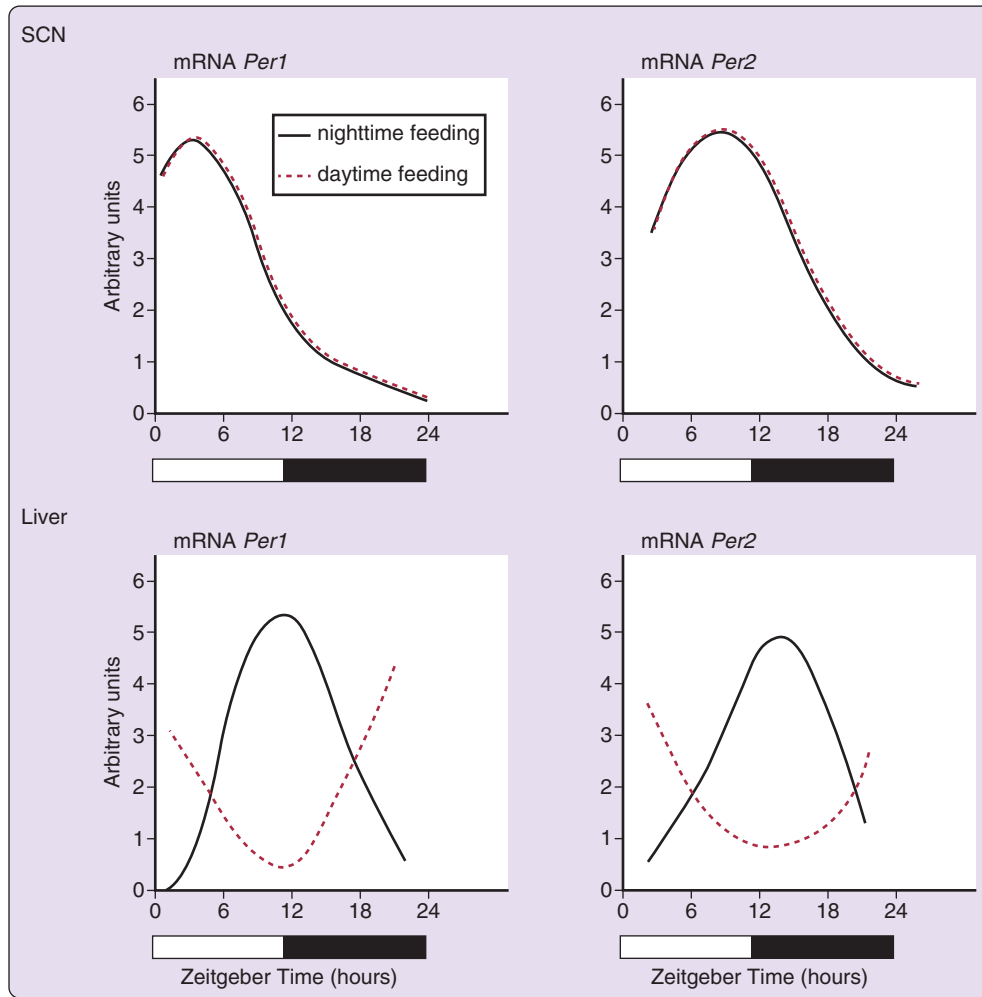 SCN
mRNA Per1
mRNA Per2
6
5
4
3
2
1
0
Arbitrary units
nighttime feeding
daytime feeding
0 6 12 18 24
6
5
4
3
2
1
0
0 6 12 18 24
Liver
mRNA Per1
mRNA Per2
6
5
4
3
2
1
0
Arbitrary units
0 6 12 18 24
Zeitgeber Time (hours)
6
5
4
3
2
1
0
0 6 12 18 24
Zeitgeber Time (hours)